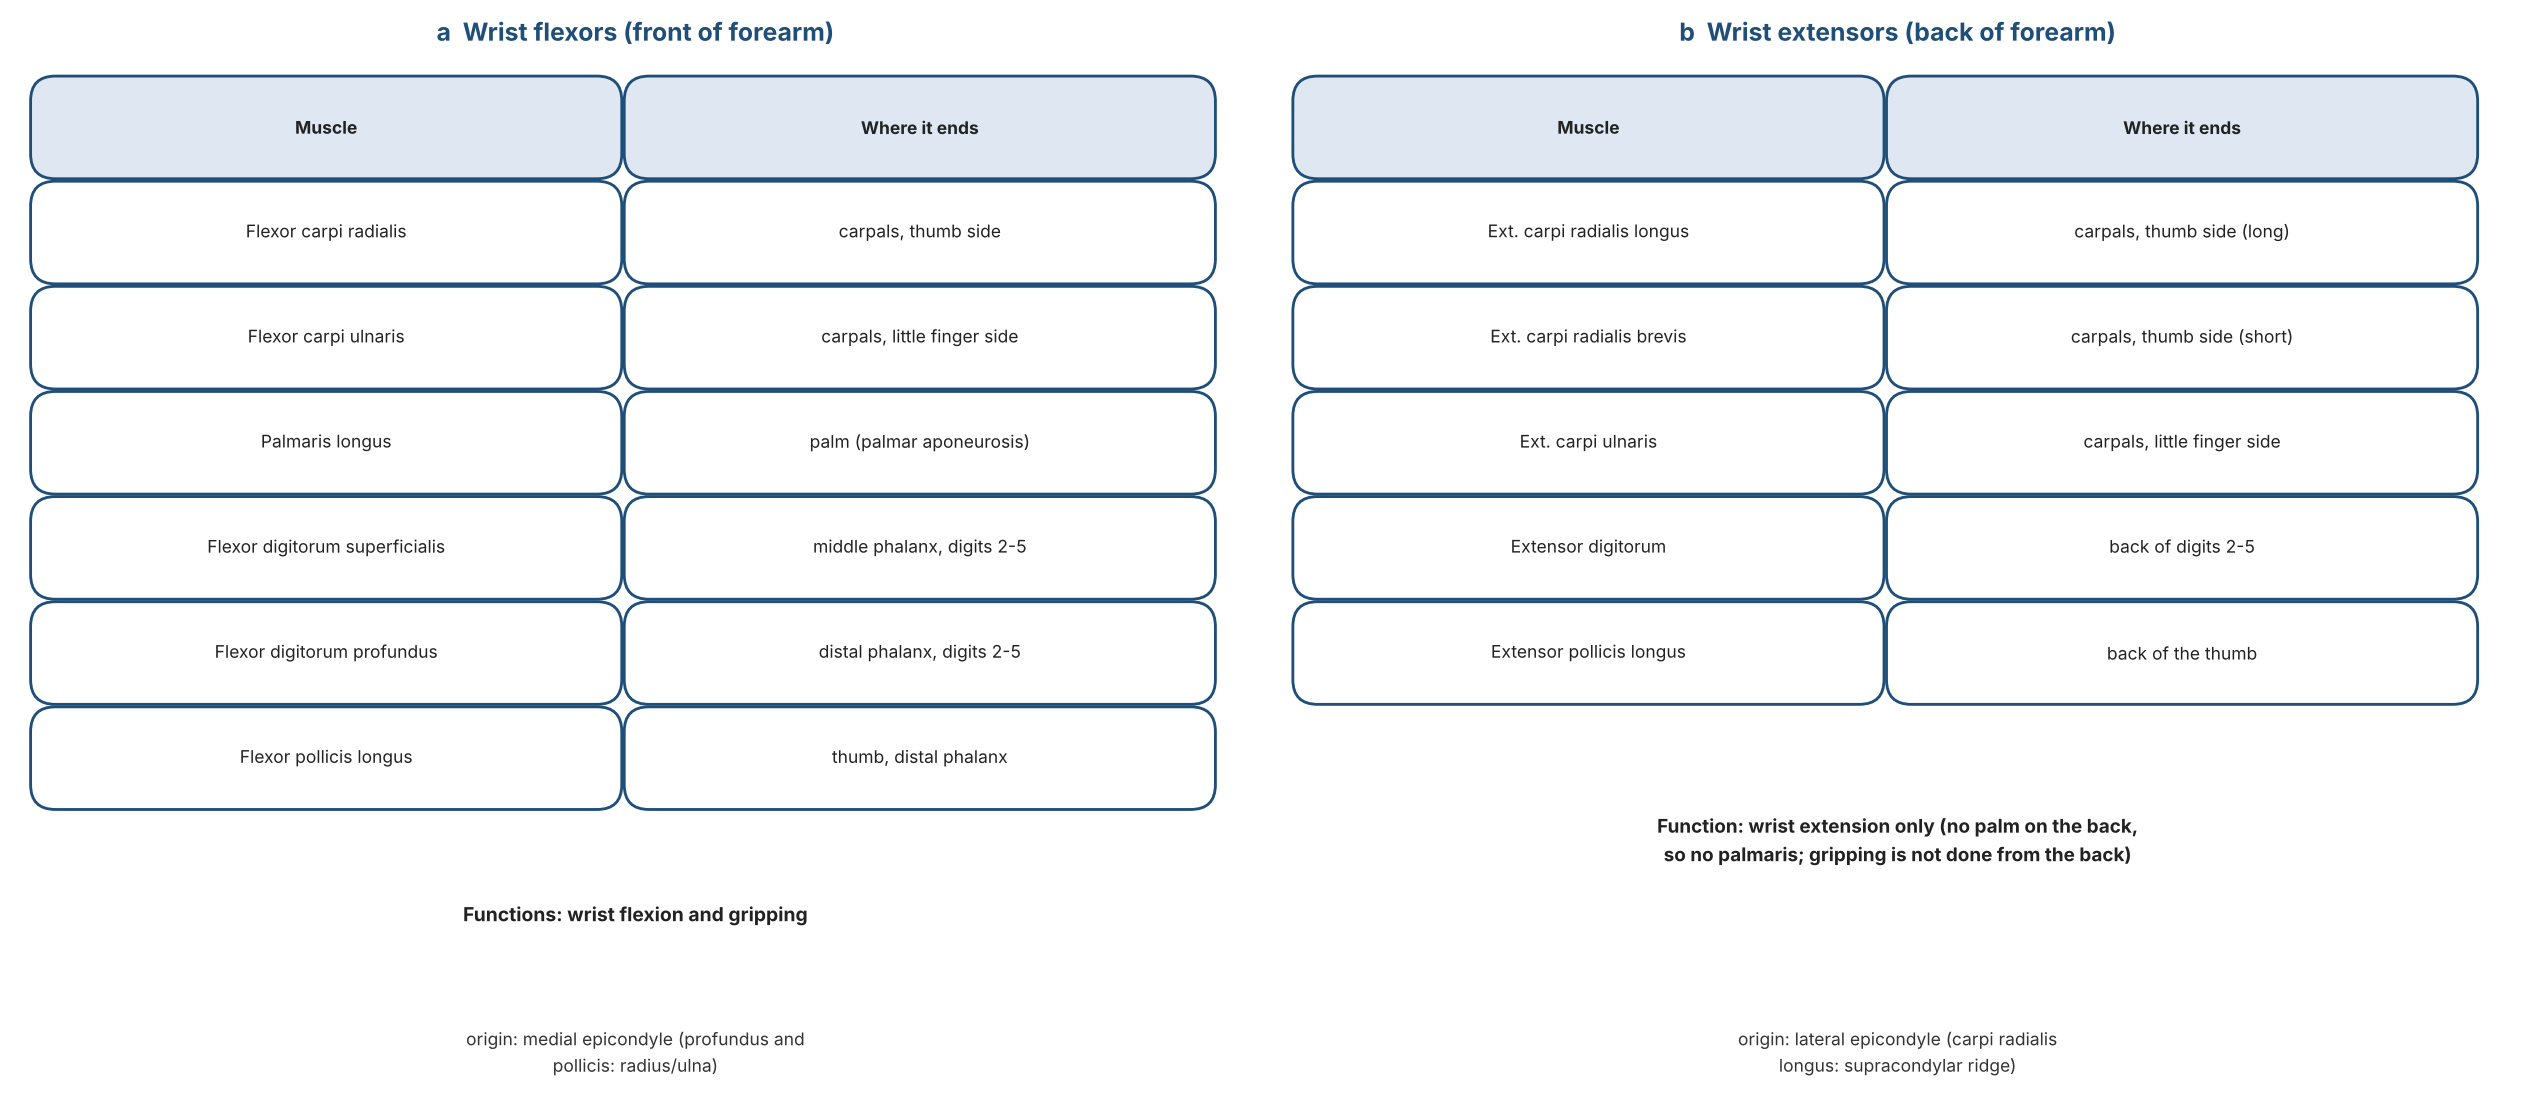 a Wrist flexors (front of forearm)
Muscle
Where it ends
Flexor carpi radialis
carpals, thumb side
Flexor carpi ulnaris
carpals, little finger side
Palmaris longus
palm (palmar aponeurosis)
Flexor digitorum superficialis
middle phalanx, digits 2-5
Flexor digitorum profundus
distal phalanx, digits 2-5
Flexor pollicis longus
thumb, distal phalanx
Functions: wrist flexion and gripping
origin: medial epicondyle (profundus and
pollicis: radius/ulna)
b Wrist extensors (back of forearm)
Muscle
Where it ends
Ext. carpi radialis longus
carpals, thumb side (long)
Ext. carpi radialis brevis
carpals, thumb side (short)
Ext. carpi ulnaris
carpals, little finger side
Extensor digitorum
back of digits 2-5
Extensor pollicis longus
back of the thumb
Function: wrist extension only (no palm on the back,
so no palmaris; gripping is not done from the back)
origin: lateral epicondyle (carpi radialis
longus: supracondylar ridge)